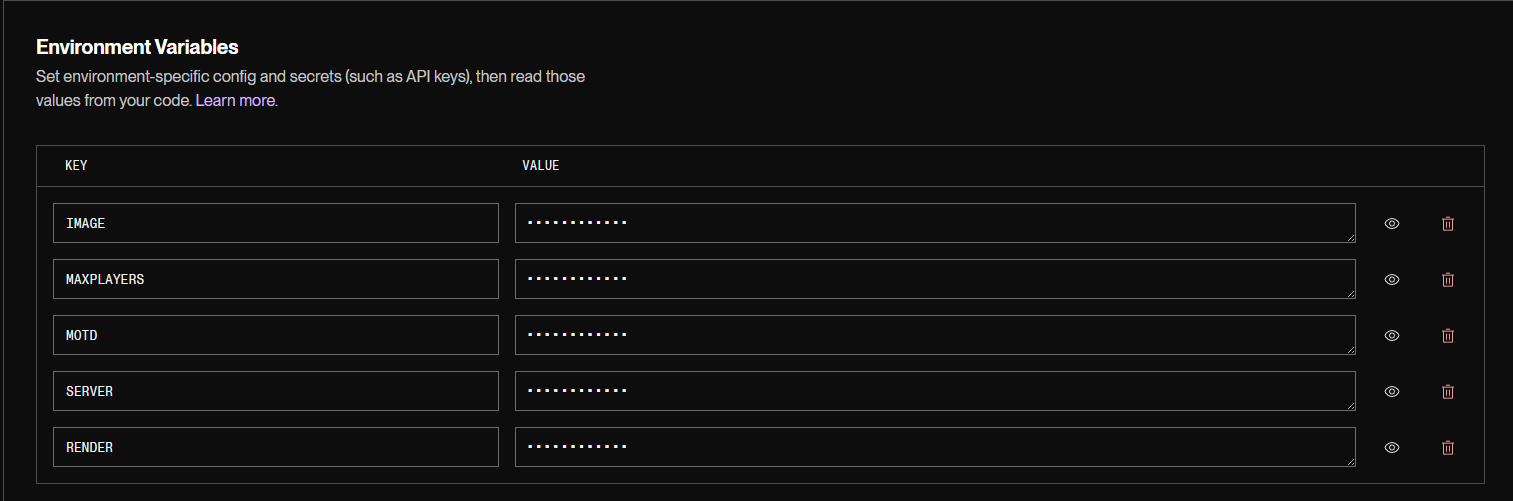 Environment Variables
Set environment-specific config and secrets (such as API keys), then read those
values from your code. Learn more.
KEY VALUE
IMAGE ••••••••••••
MAXPLAYERS ••••••••••••
MOTD ••••••••••••
SERVER ••••••••••••
RENDER ••••••••••••